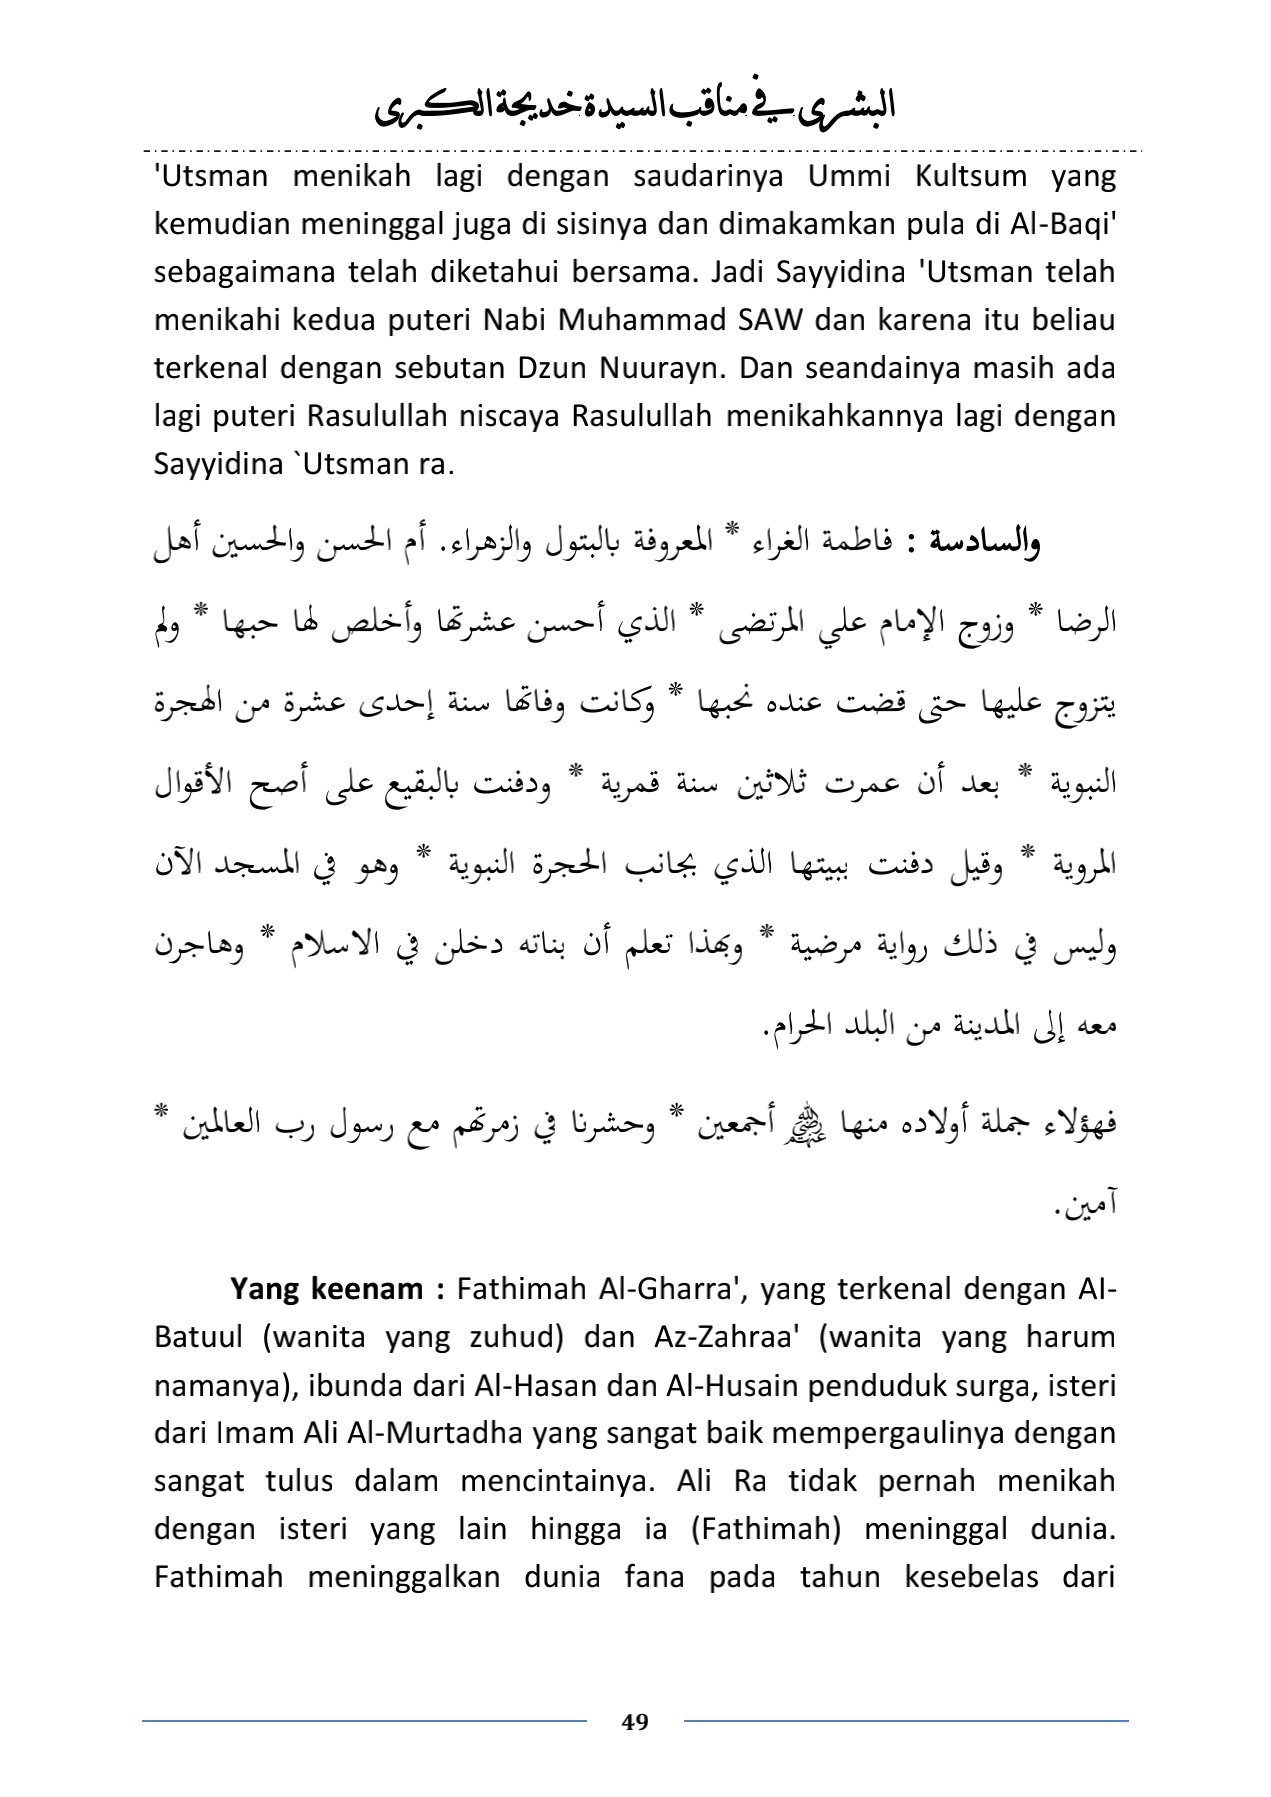 البشرى في مناقب السيدة خديجة الكبرى
'Utsman menikah lagi dengan saudarinya Ummi Kultsum yang
kemudian meninggal juga di sisinya dan dimakamkan pula di Al-Baqi'
sebagaimana telah diketahui bersama. Jadi Sayyidina 'Utsman telah
menikahi kedua puteri Nabi Muhammad SAW dan karena itu beliau
terkenal dengan sebutan Dzun Nuurayn. Dan seandainya masih ada
lagi puteri Rasulullah niscaya Rasulullah menikahkannya lagi dengan
Sayyidina `Utsman ra.
والسادسة : فاطمة الغراء * المعروفة بالبتول والزهراء. أم الحسن والحسين أهل
الرضا * وزوج الإمام علي المرتضى * الذي أحسن عشرتها وأخلص لها حبها * ولم
يتزوج عليها حتى قضت عنده نحبها * وكانت وفاتها سنة إحدى عشرة من الهجرة
النبوية * بعد أن عمرت ثلاثين سنة قمرية * ودفنت بالبقيع على أصح الأقوال
المروية * وقيل دفنت ببيتها الذي بجانب الحجرة النبوية * وهو في المسجد الآن
وليس في ذلك رواية مرضية * وبهذا تعلم أن بناته دخلن في الاسلام * وهاجرن
معه إلى المدينة من البلد الحرام.
فهؤلاء جملة أولاده منها ﷺ أجمعين * وحشرنا في زمرتهم مع رسول رب العالمين *
آمين.
Yang keenam : Fathimah Al-Gharra', yang terkenal dengan Al-
Batuul (wanita yang zuhud) dan Az-Zahraa' (wanita yang harum
namanya), ibunda dari Al-Hasan dan Al-Husain penduduk surga, isteri
dari Imam Ali Al-Murtadha yang sangat baik mempergaulinya dengan
sangat tulus dalam mencintainya. Ali Ra tidak pernah menikah
dengan isteri yang lain hingga ia (Fathimah) meninggal dunia.
Fathimah meninggalkan dunia fana pada tahun kesebelas dari
49